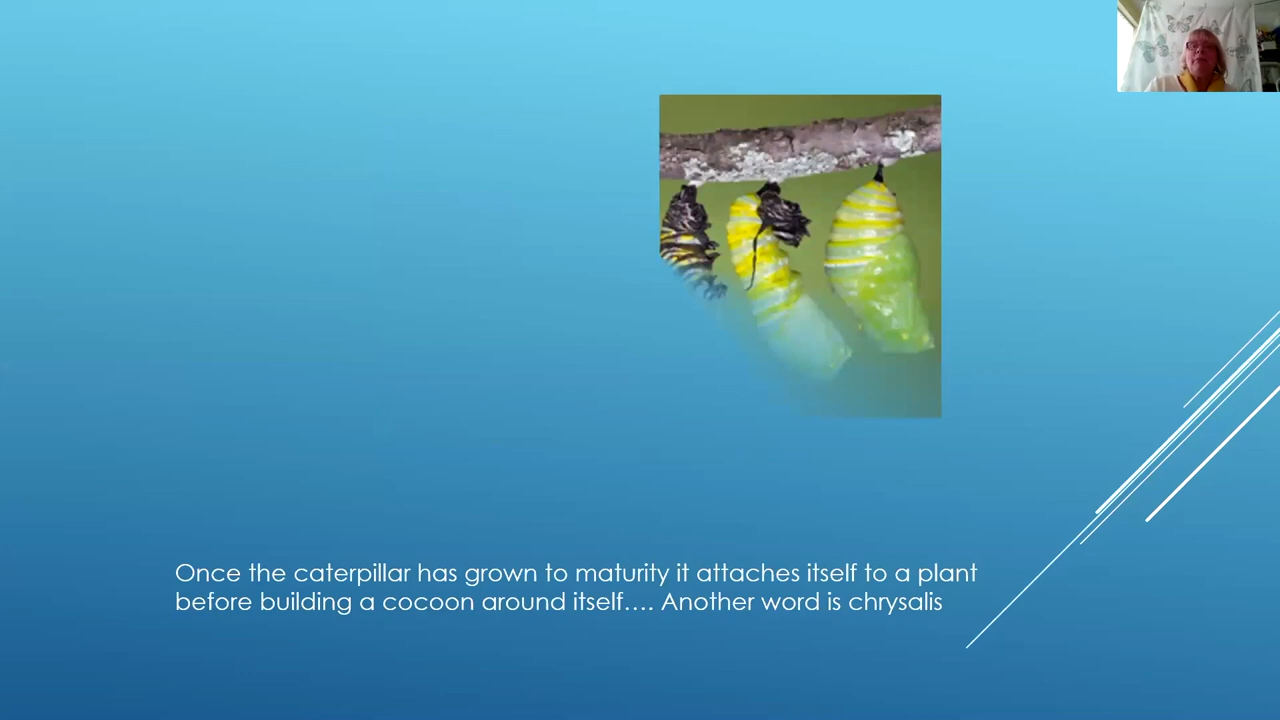 Once the caterpillar has grown to maturity it attaches itself to a plant
before building a cocoon around itself…. Another word is chrysalis